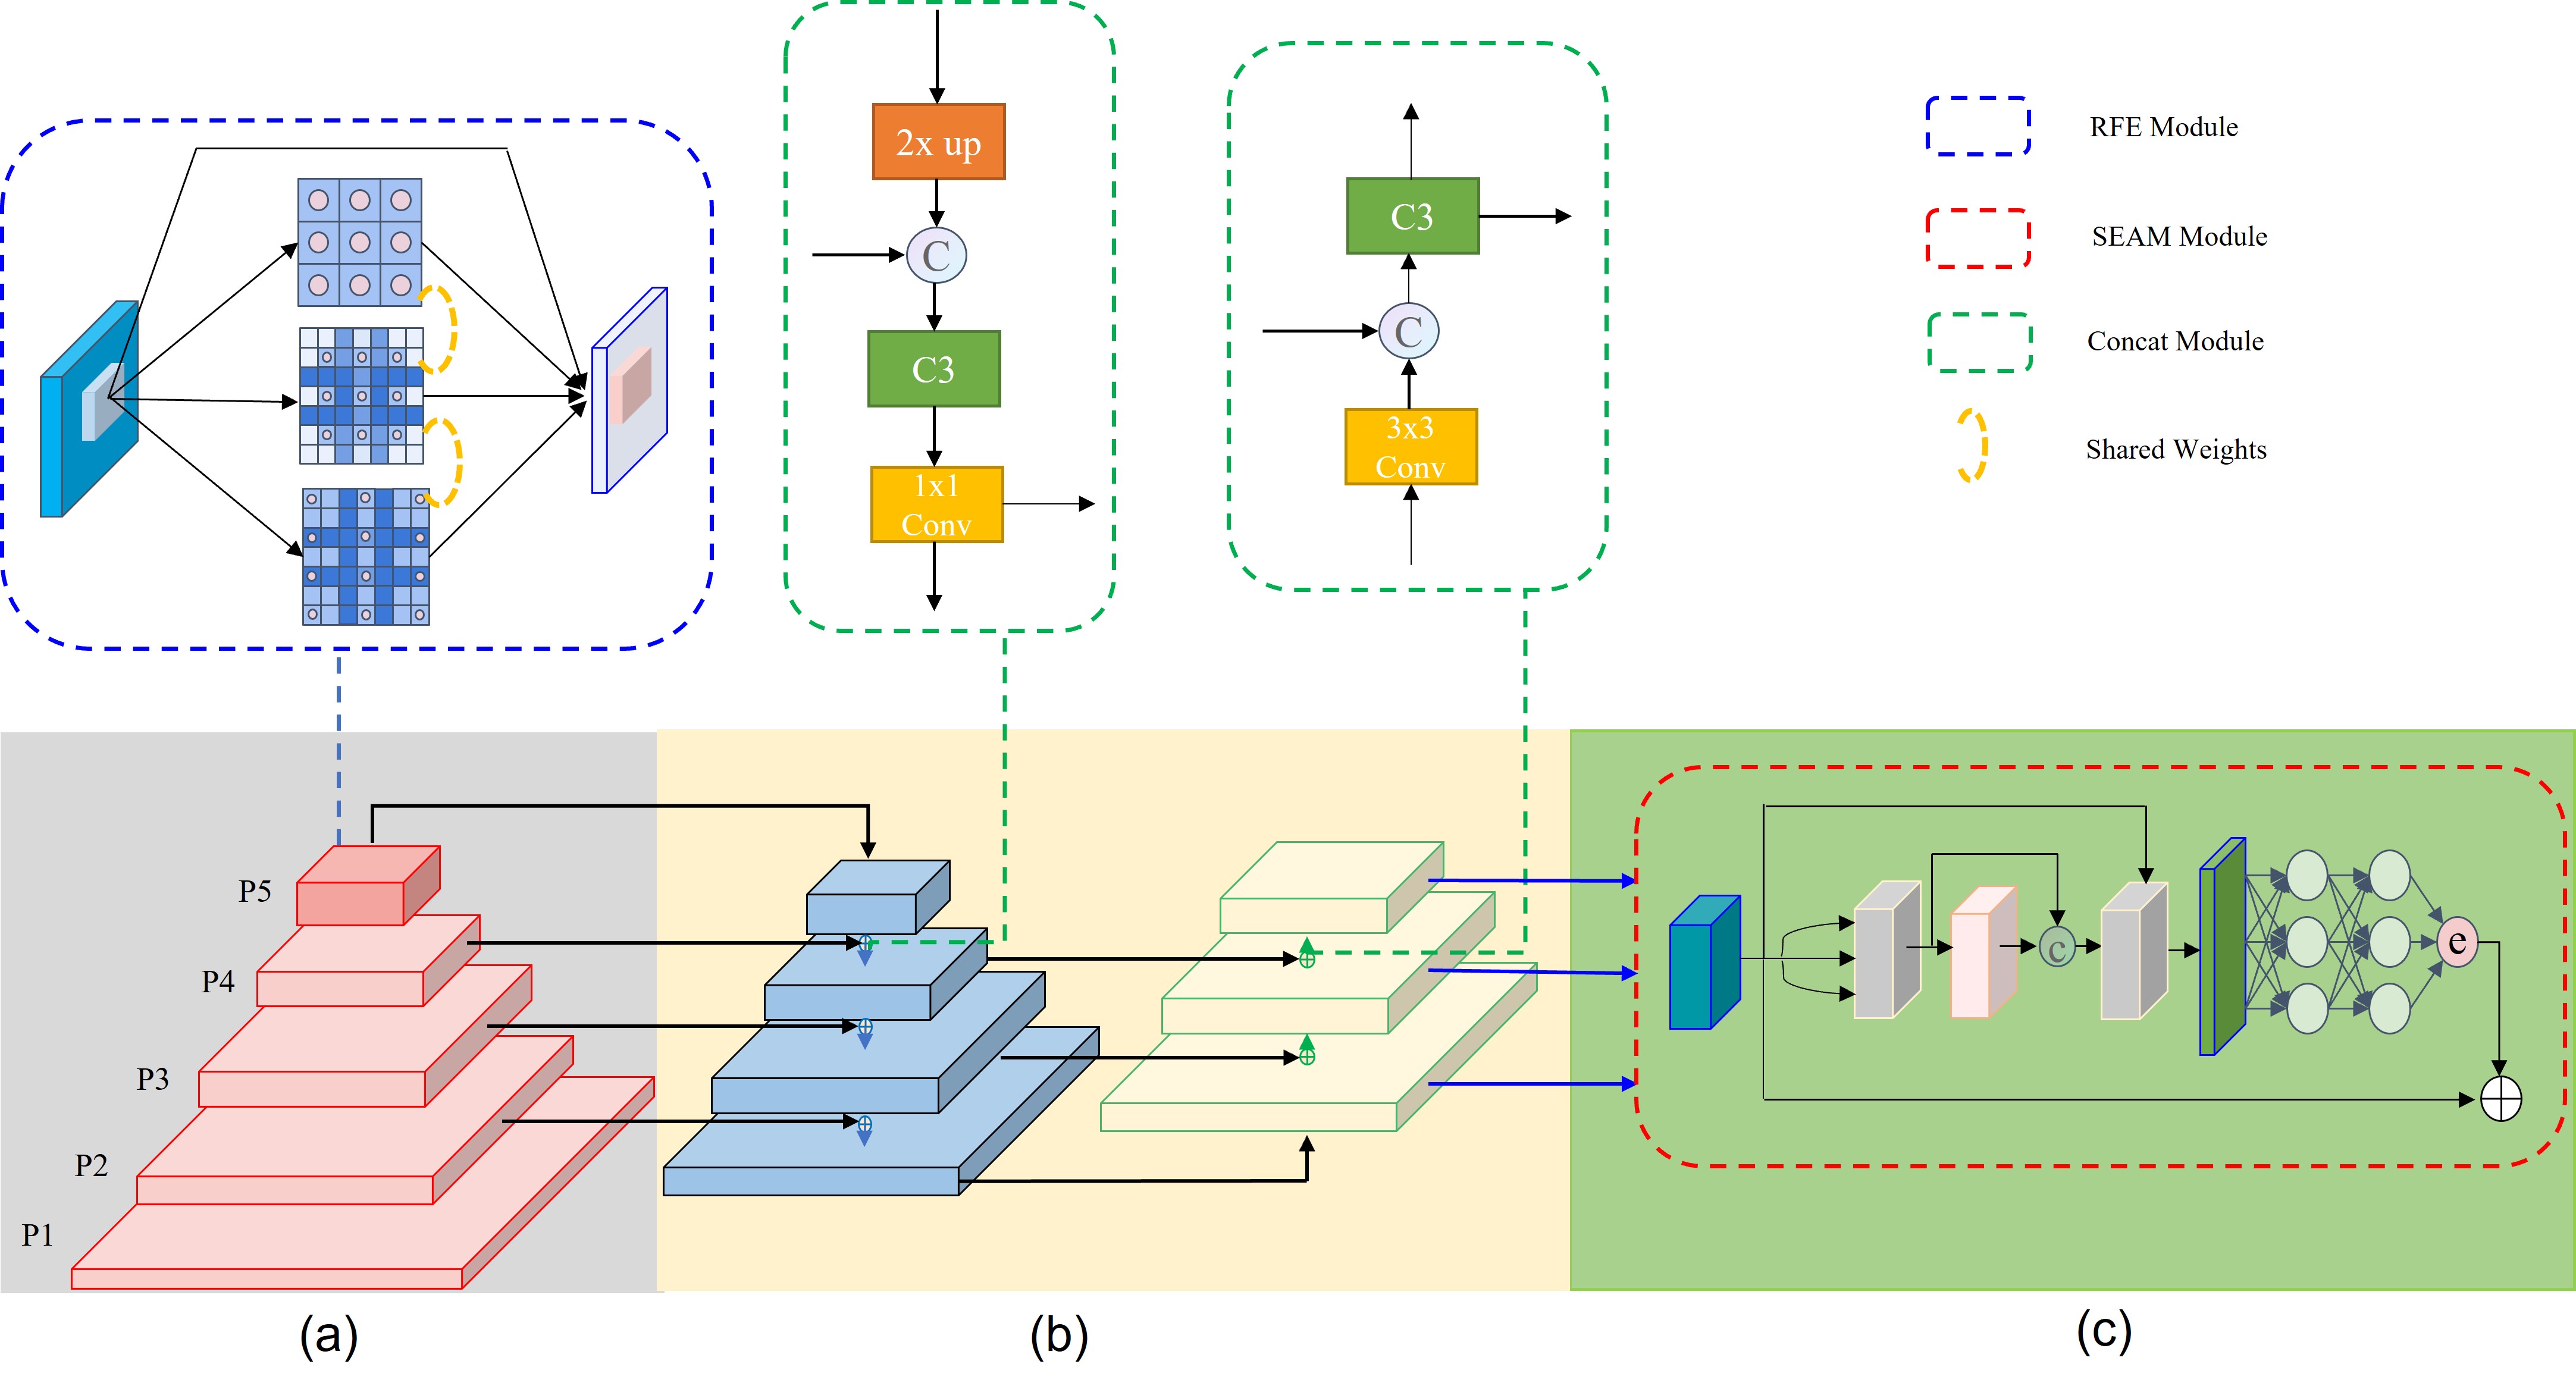 2x up
C
C3
1x1
Conv
C3
C
3x3
Conv
RFE Module
SEAM Module
Concat Module
Shared Weights
P5
P4
P3
P2
P1
c
e
(a)
(b)
(c)